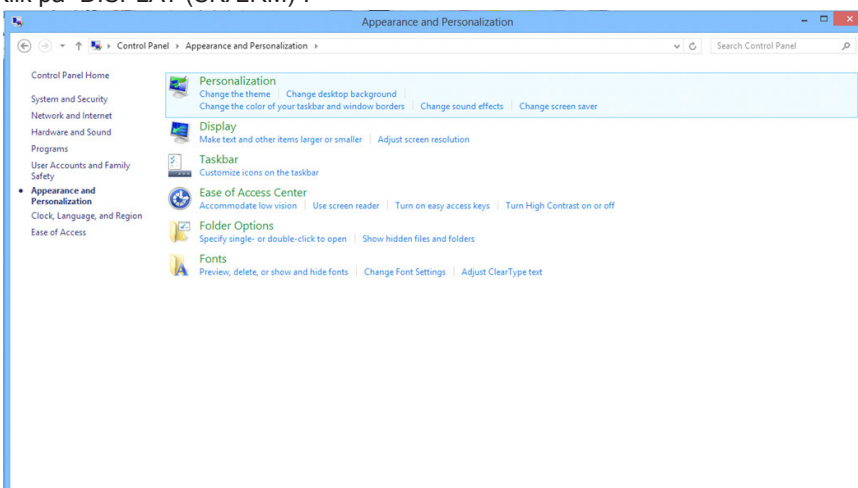 klik på "DISPLAY (SKÆRM)".
Appearance and Personalization
Control Panel ▸ Appearance and Personalization ▸
Search Control Panel
Control Panel Home
System and Security
Network and Internet
Hardware and Sound
Programs
User Accounts and Family
Safety
Appearance and
Personalization
Clock, Language, and Region
Ease of Access
Personalization
Change the theme | Change desktop background
Change the color of your taskbar and window borders | Change sound effects | Change screen saver
Display
Make text and other items larger or smaller | Adjust screen resolution
Taskbar
Customize icons on the taskbar
Ease of Access Center
Accommodate low vision | Use screen reader | Turn on easy access keys | Turn High Contrast on or off
Folder Options
Specify single- or double-click to open | Show hidden files and folders
Fonts
Preview, delete, or show and hide fonts | Change Font Settings | Adjust ClearType text